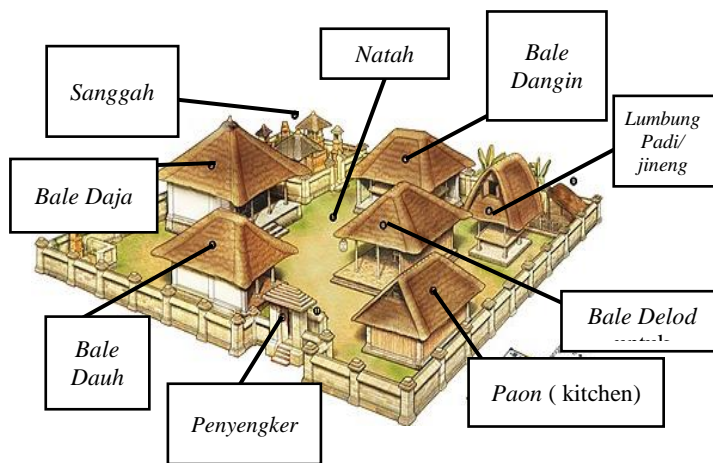 Natah
Bale
Dangin
Sanggah
Lumbung
Padi/
jineng
Bale Daja
Bale Delod
Bale
Dauh
Penyengker
Paon ( kitchen)